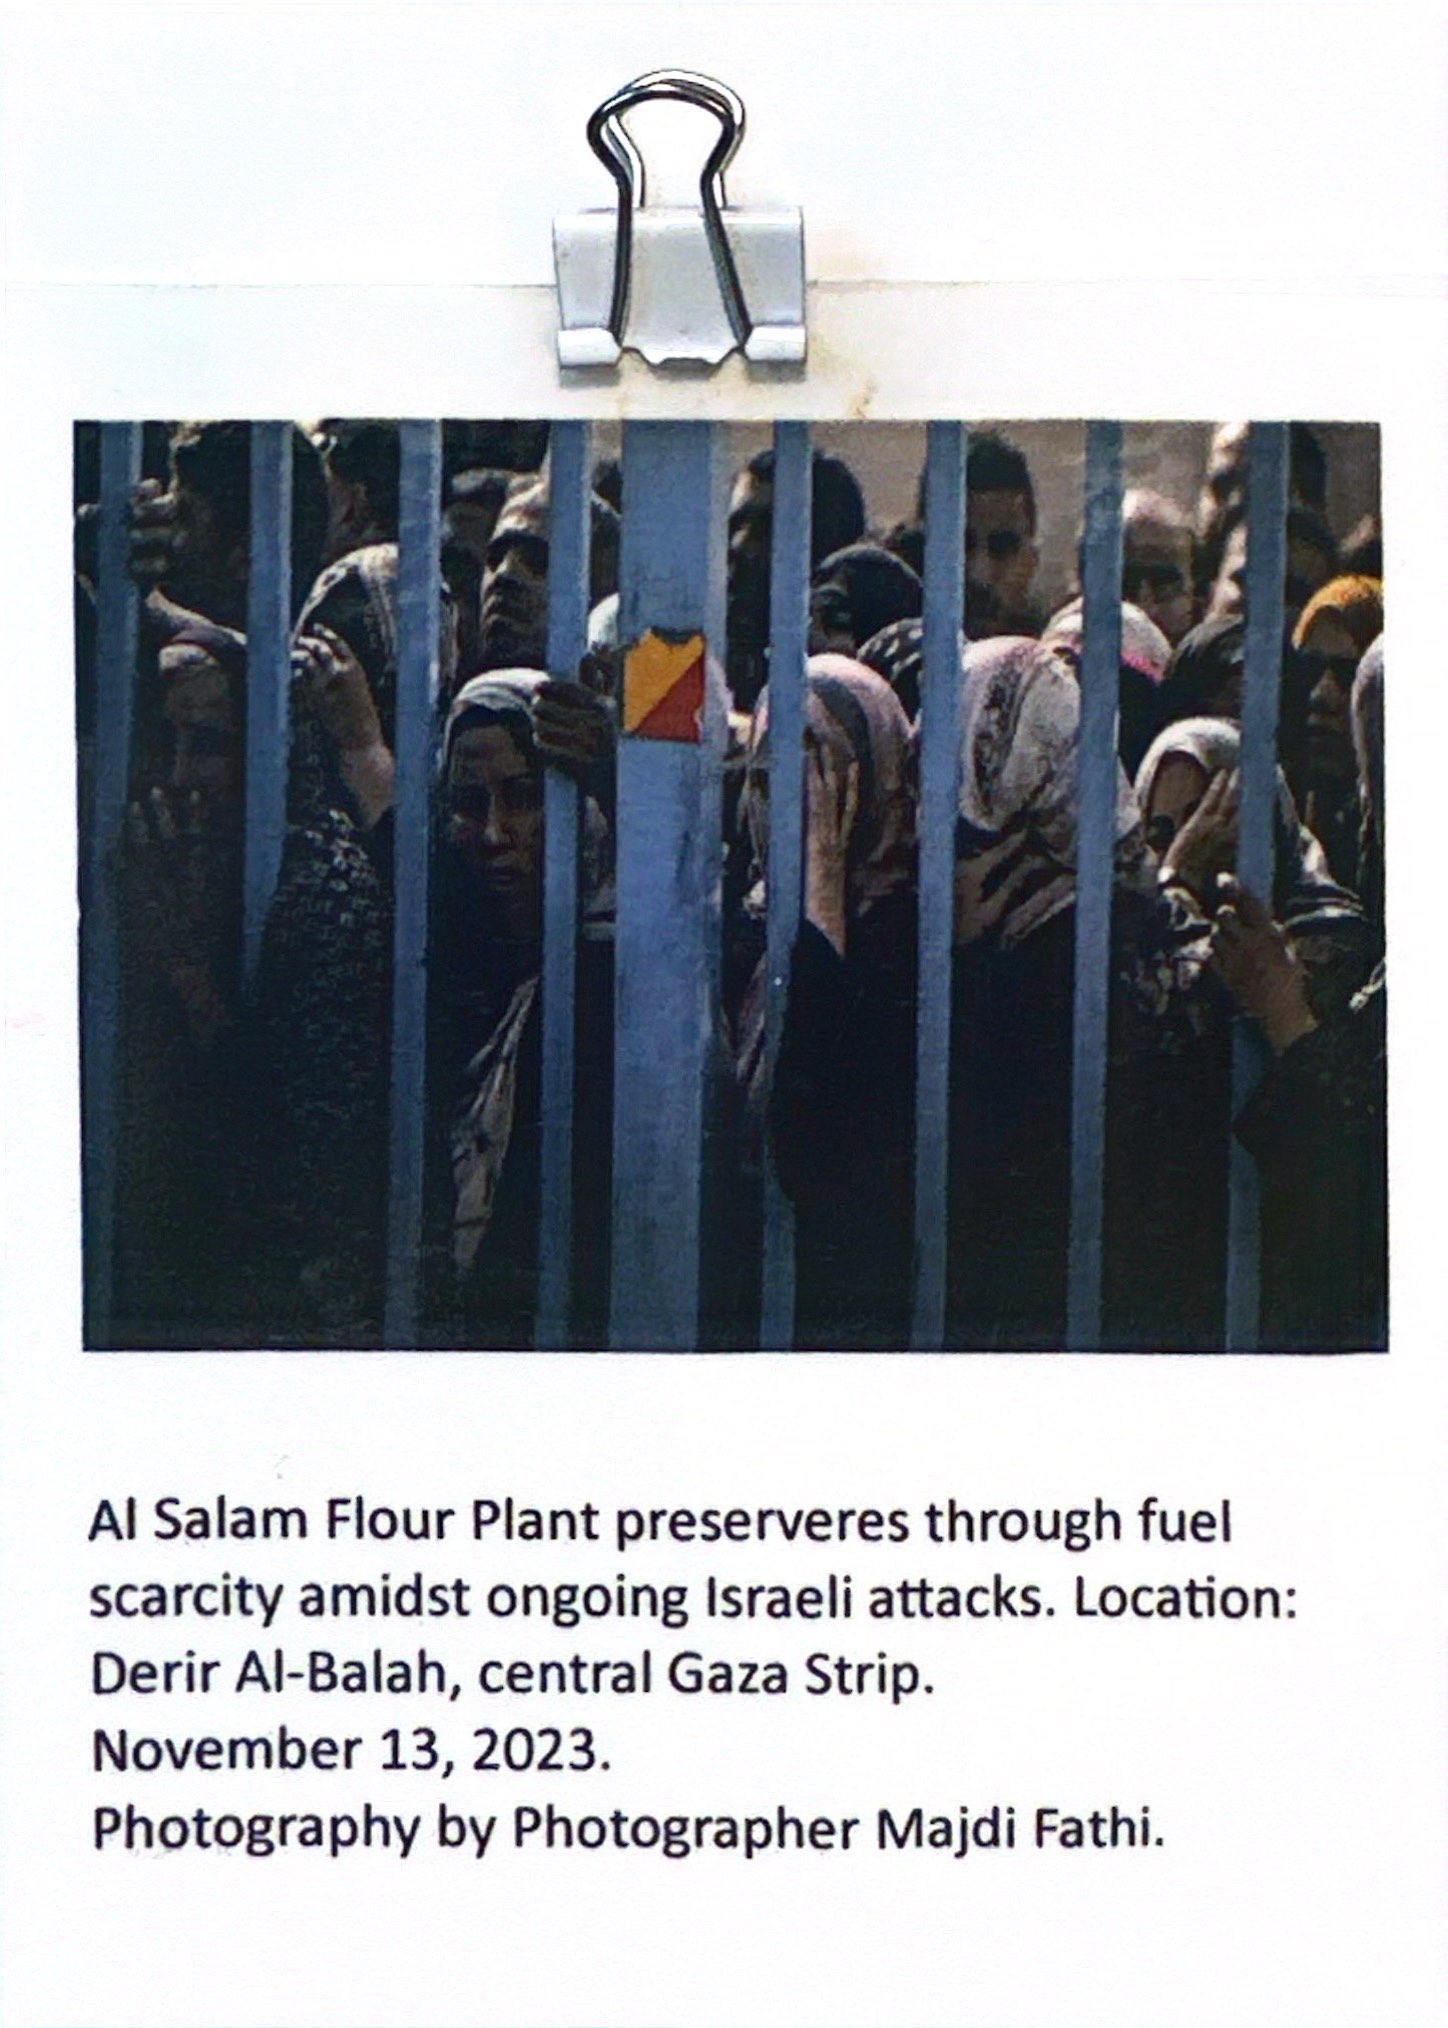 Al Salam Flour Plant preserveres through fuel
scarcity amidst ongoing Israeli attacks. Location:
Derir Al-Balah, central Gaza Strip.
November 13, 2023.
Photography by Photographer Majdi Fathi.